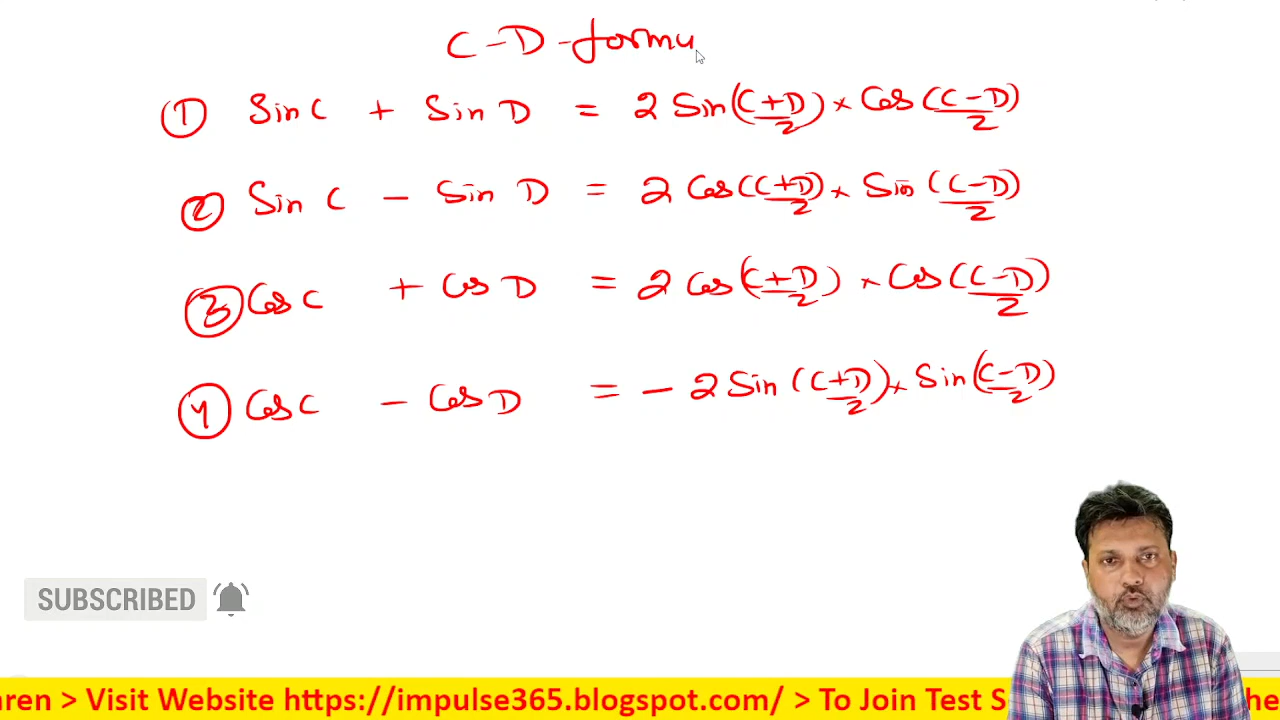 C-D-formu
① Sin C + Sin D = 2 Sin(C+D)/2 × Cos (C-D)/2
② Sin C - Sin D = 2 Cos(C+D)/2 × Sin (C-D)/2
③ Cos C + Cos D = 2 Cos(C+D)/2 × Cos (C-D)/2
④ Cos C - Cos D = - 2 Sin (C+D)/2 × Sin (C-D)/2
SUBSCRIBED
aren > Visit Website https://impulse365.blogspot.com/ > To Join Test S he